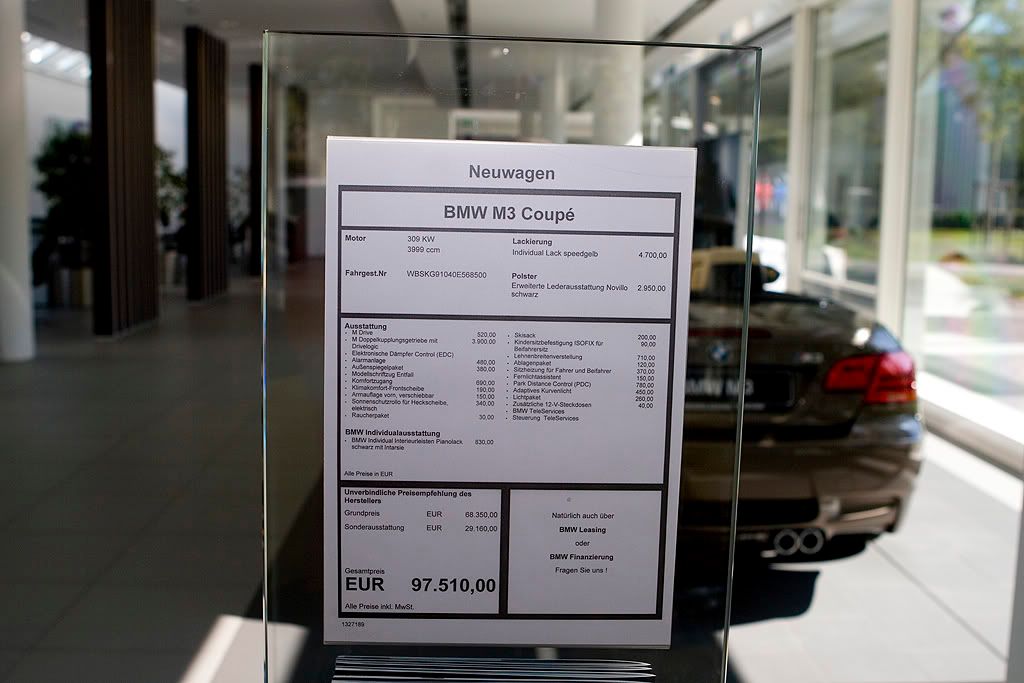 Neuwagen
BMW M3 Coupé
Motor 309 KW
3999 ccm
Fahrgest.Nr WBSKG91040E568500
Lackierung
Individual Lack speedgelb 4.700,00
Polster
Erweiterte Lederausstattung Novillo 2.950,00
schwarz
Ausstattung
- M Drive 520,00
- M Doppelkupplungsgetriebe mit 3.900,00
Drivelogic
- Elektronische Dämpfer Control (EDC)
- Alarmanlage 480,00
- Außenspiegelpaket 380,00
- Modellschriftzug Entfall
- Komfortzugang 690,00
- Klimakomfort-Frontscheibe 190,00
- Armauflage vorn, verschiebbar 150,00
- Sonnenschutzrollo für Heckscheibe, 340,00
elektrisch
- Raucherpaket 30,00
- Skisack 200,00
- Kindersitzbefestigung ISOFIX für 90,00
Beifahrersitz
- Lehnenbreitenverstellung 710,00
- Ablagenpaket 120,00
- Sitzheizung für Fahrer und Beifahrer 370,00
- Fernlichtassistent 150,00
- Park Distance Control (PDC) 780,00
- Adaptives Kurvenlicht 450,00
- Lichtpaket 260,00
- Zusätzliche 12-V-Steckdosen 40,00
- BMW TeleServices
- Steuerung TeleServices
BMW Individualausstattung
- BMW Individual Interieurleisten Pianolack 830,00
schwarz mit Intarsie
Alle Preise in EUR
Unverbindliche Preisempfehlung des
Herstellers
Grundpreis EUR 68.350,00
Sonderausstattung EUR 29.160,00
Gesamtpreis
EUR 97.510,00
Alle Preise inkl. MwSt.
Natürlich auch über
BMW Leasing
oder
BMW Finanzierung
Fragen Sie uns !
1327189
BMW M3